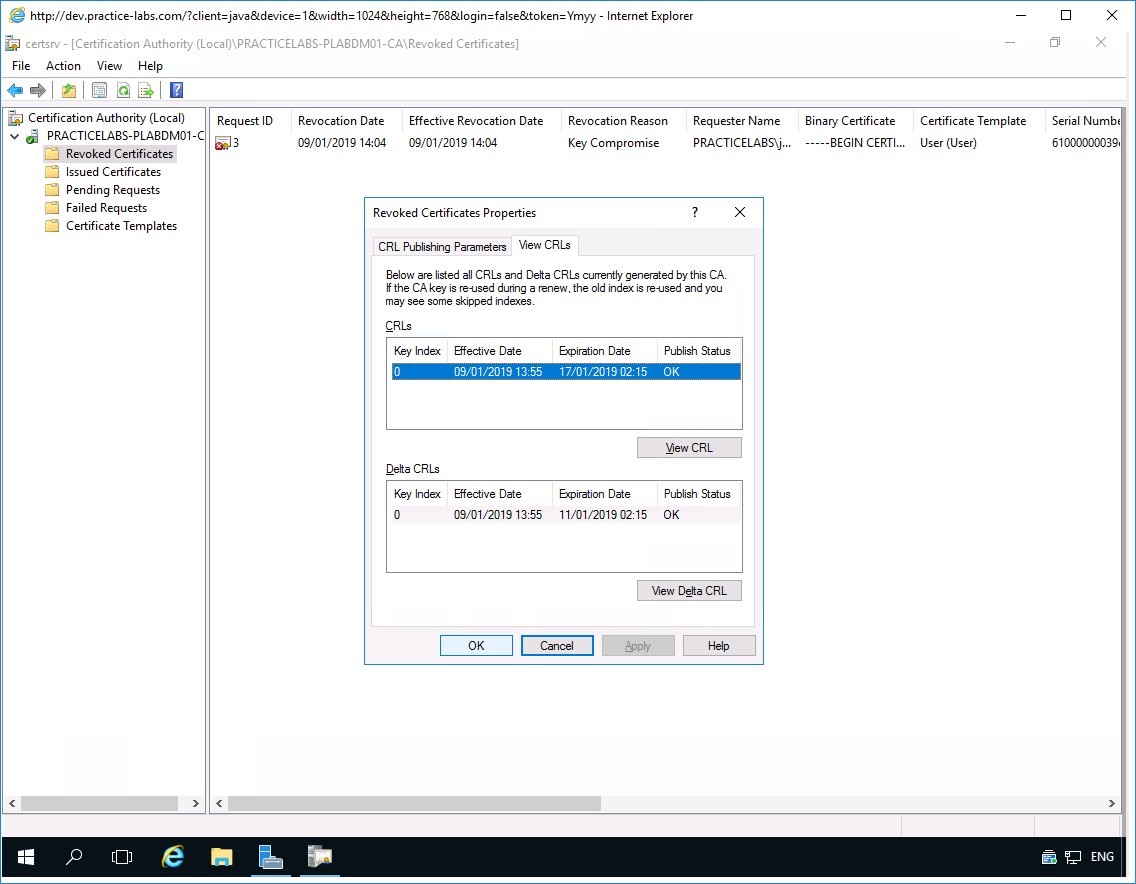 http://dev.practice-labs.com/?client=java&device=1&width=1024&height=768&login=false&token=Ymyy - Internet Explorer
certsrv - [Certification Authority (Local)\PRACTICELABS-PLABDM01-CA\Revoked Certificates]
File Action View Help
Certification Authority (Local)
PRACTICELABS-PLABDM01-C
Revoked Certificates
Issued Certificates
Pending Requests
Failed Requests
Certificate Templates
Request ID Revocation Date Effective Revocation Date Revocation Reason Requester Name Binary Certificate Certificate Template Serial Numbe
3 09/01/2019 14:04 09/01/2019 14:04 Key Compromise PRACTICELABS\j... -----BEGIN CERTI... User (User) 6100000039
Revoked Certificates Properties
?
CRL Publishing Parameters View CRLs
Below are listed all CRLs and Delta CRLs currently generated by this CA.
If the CA key is re-used during a renew, the old index is re-used and you
may see some skipped indexes.
CRLs
Key Index Effective Date Expiration Date Publish Status
0 09/01/2019 13:55 17/01/2019 02:15 OK
View CRL
Delta CRLs
Key Index Effective Date Expiration Date Publish Status
0 09/01/2019 13:55 11/01/2019 02:15 OK
View Delta CRL
OK Cancel Apply Help
ENG